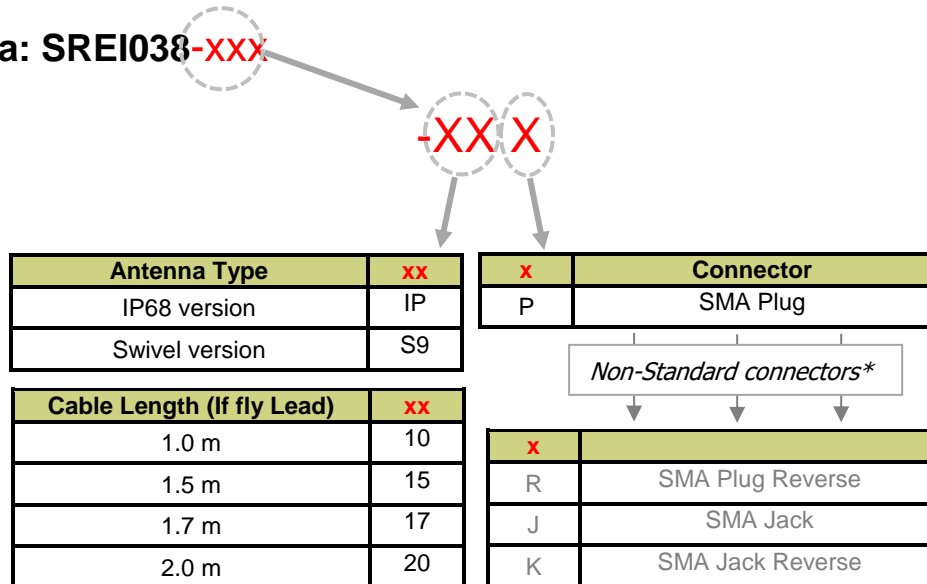 a: SREI038-xxx
-XX X
Antenna Type xx
IP68 version IP
Swivel version S9
Cable Length (If fly Lead) xx
1.0 m 10
1.5 m 15
1.7 m 17
2.0 m 20
x Connector
P SMA Plug
Non-Standard connectors*
x
R SMA Plug Reverse
J SMA Jack
K SMA Jack Reverse